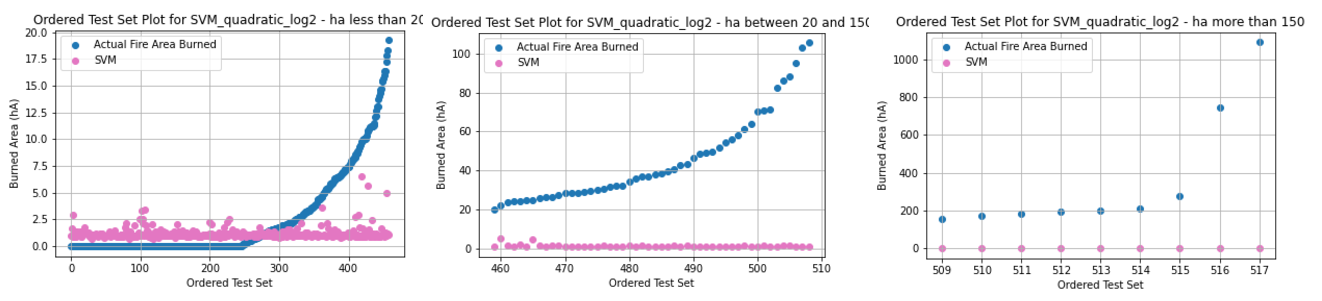 Ordered Test Set Plot for SVM_quadratic_log2 - ha less than 20
20.0
17.5
15.0
12.5
10.0
7.5
5.0
2.5
0.0
Burned Area (hA)
Actual Fire Area Burned
SVM
0 100 200 300 400
Ordered Test Set
Ordered Test Set Plot for SVM_quadratic_log2 - ha between 20 and 150
100
80
60
40
20
0
Burned Area (hA)
Actual Fire Area Burned
SVM
460 470 480 490 500 510
Ordered Test Set
Ordered Test Set Plot for SVM_quadratic_log2 - ha more than 150
1000
800
600
400
200
0
Burned Area (hA)
Actual Fire Area Burned
SVM
509 510 511 512 513 514 515 516 517
Ordered Test Set